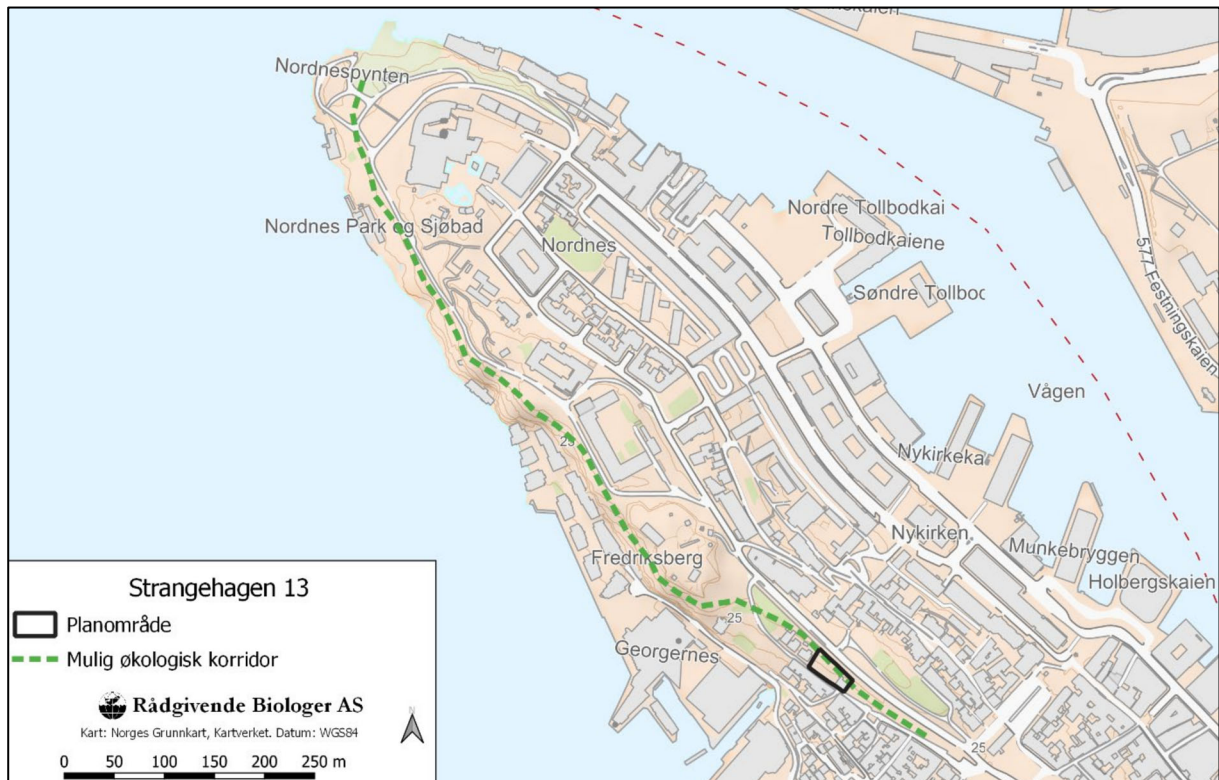 Nordnespynten
Nordnes Park og Sjøbad
Nordnes
Nordre Tollbodkai
Tollbodkaiene
Søndre Tollboc
577 Festningskaien
Vågen
25
Nykirkeka
Nykirken
Munkebryggen
Holbergskaien
Fredriksberg
25
Georgernes
25
Strangehagen 13
Planområde
Mulig økologisk korridor
Rådgivende Biologer AS
Kart: Norges Grunnkart, Kartverket. Datum: WGS84
N
0 50 100 150 200 250 m